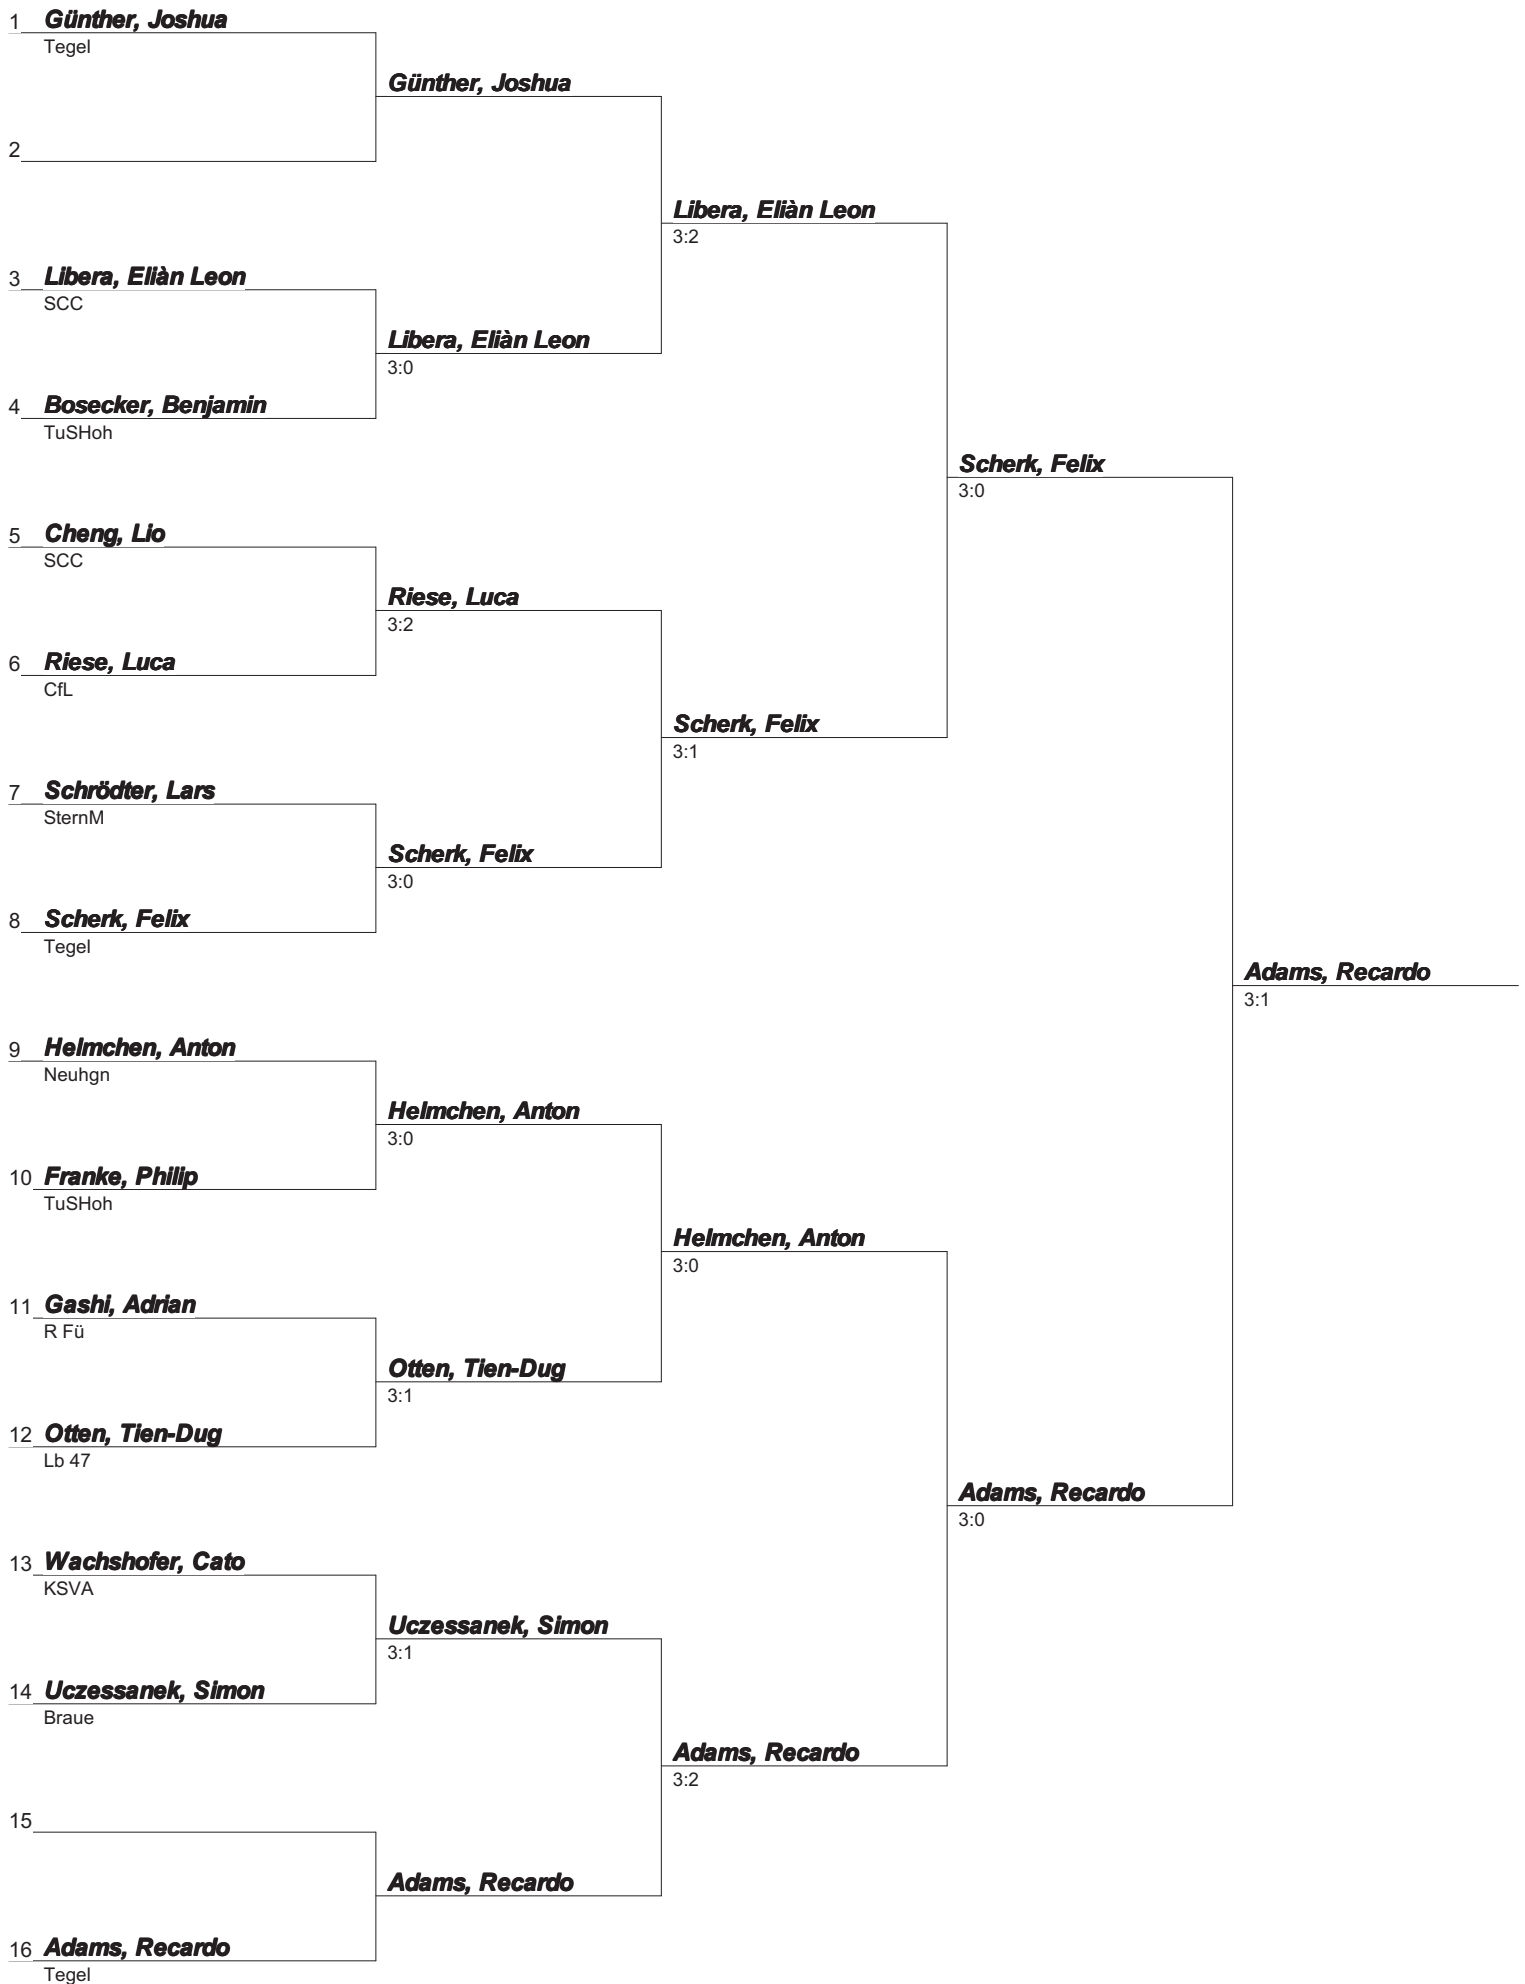 1 Günther, Joshua
Tegel
Günther, Joshua
2
Libera, Eliàn Leon
3:2
3 Libera, Eliàn Leon
SCC
Libera, Eliàn Leon
3:0
4 Bosecker, Benjamin
TuSHoh
Scherk, Felix
3:0
5 Cheng, Lio
SCC
Riese, Luca
3:2
6 Riese, Luca
CfL
Scherk, Felix
3:1
7 Schrödter, Lars
SternM
Scherk, Felix
3:0
8 Scherk, Felix
Tegel
Adams, Recardo
3:1
9 Helmchen, Anton
Neuhgn
Helmchen, Anton
3:0
10 Franke, Philip
TuSHoh
Helmchen, Anton
3:0
11 Gashi, Adrian
R Fü
Otten, Tien-Dug
3:1
12 Otten, Tien-Dug
Lb 47
Adams, Recardo
3:0
13 Wachshofer, Cato
KSVA
Uczessanek, Simon
3:1
14 Uczessanek, Simon
Braue
Adams, Recardo
3:2
15
Adams, Recardo
16 Adams, Recardo
Tegel